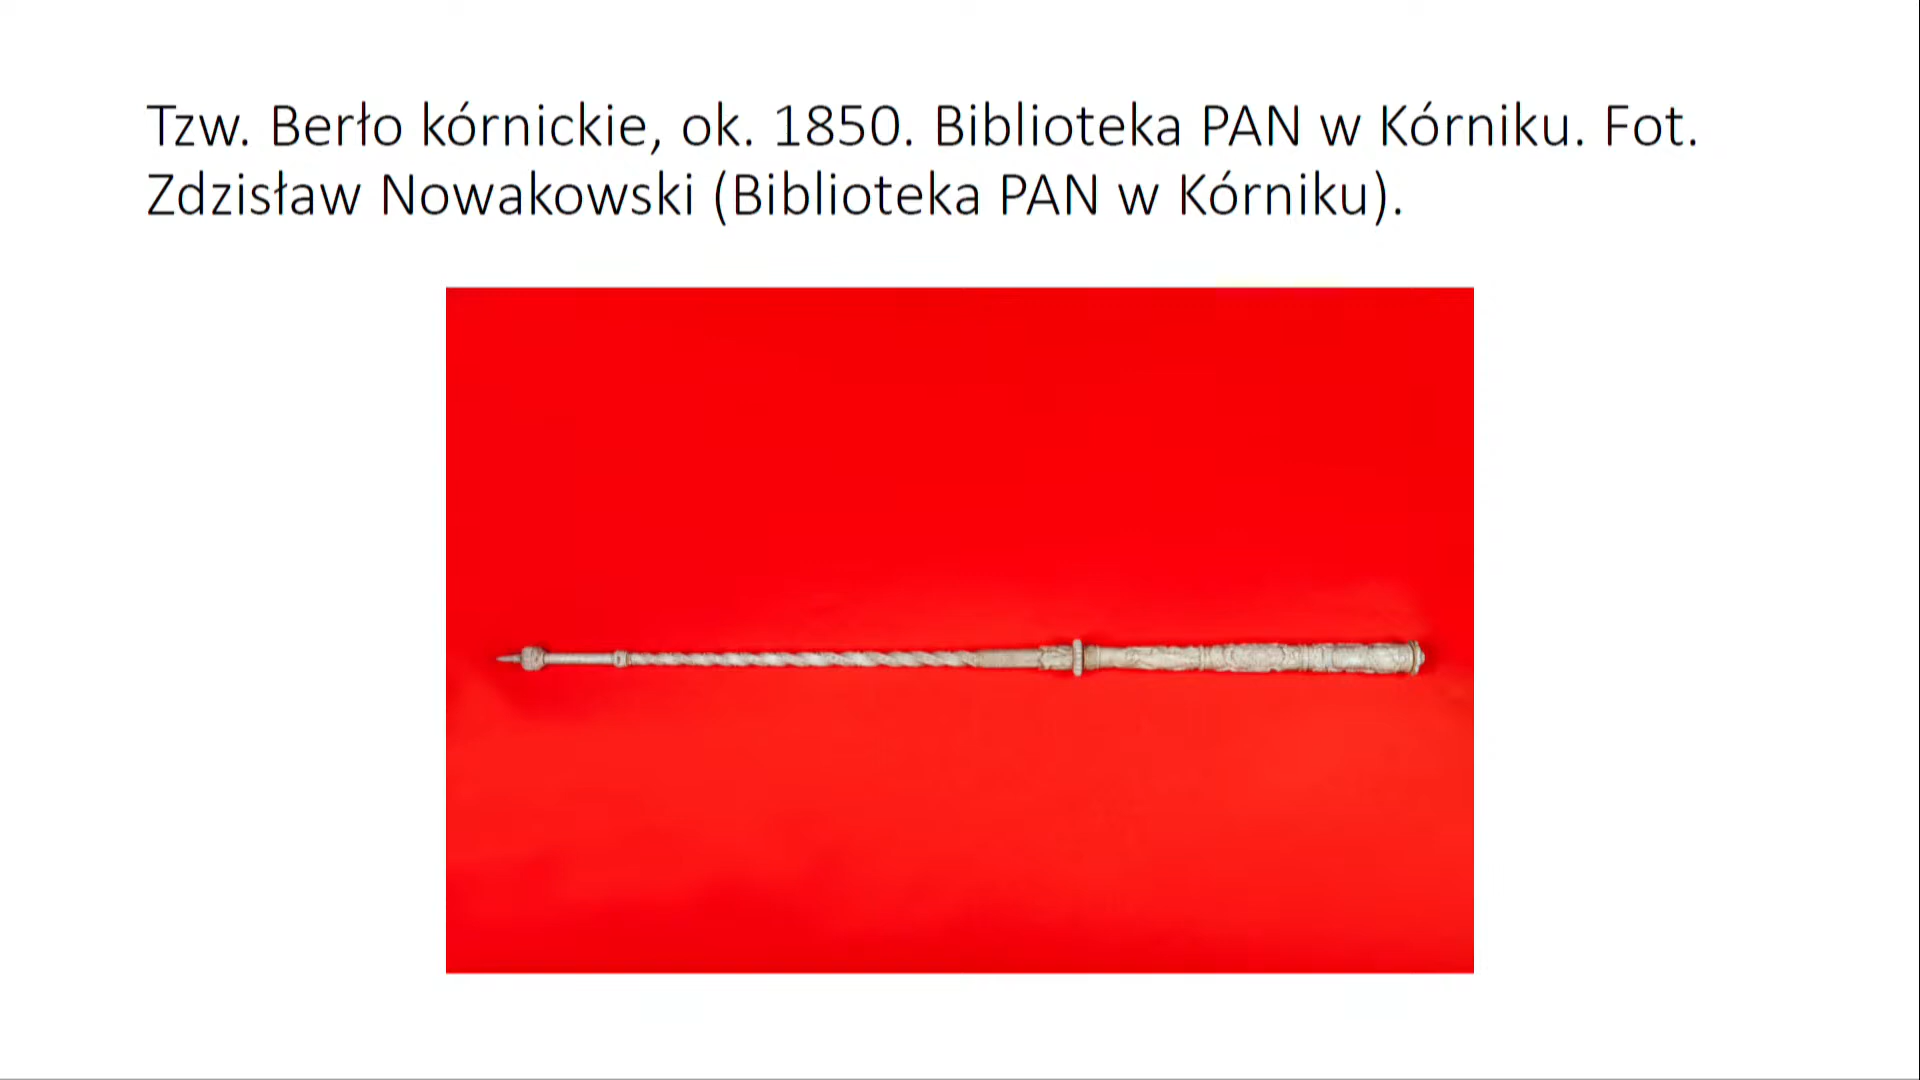 Tzw. Berło kórnickie, ok. 1850. Biblioteka PAN w Kórniku. Fot.
Zdzisław Nowakowski (Biblioteka PAN w Kórniku).